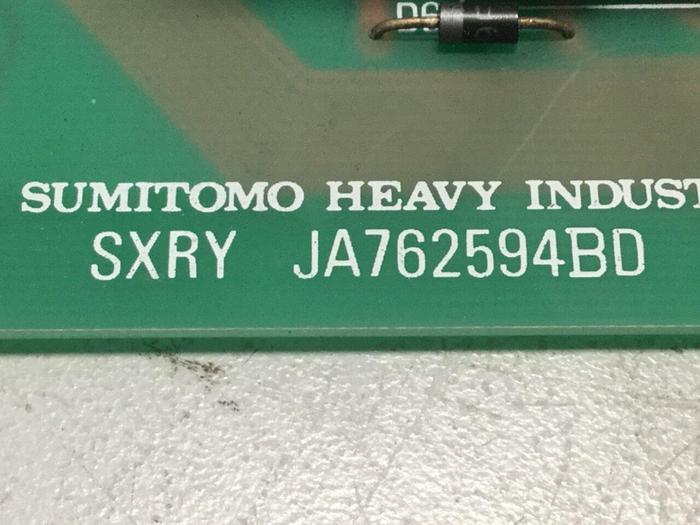 SUMITOMO HEAVY INDUST
SXRY JA762594BD